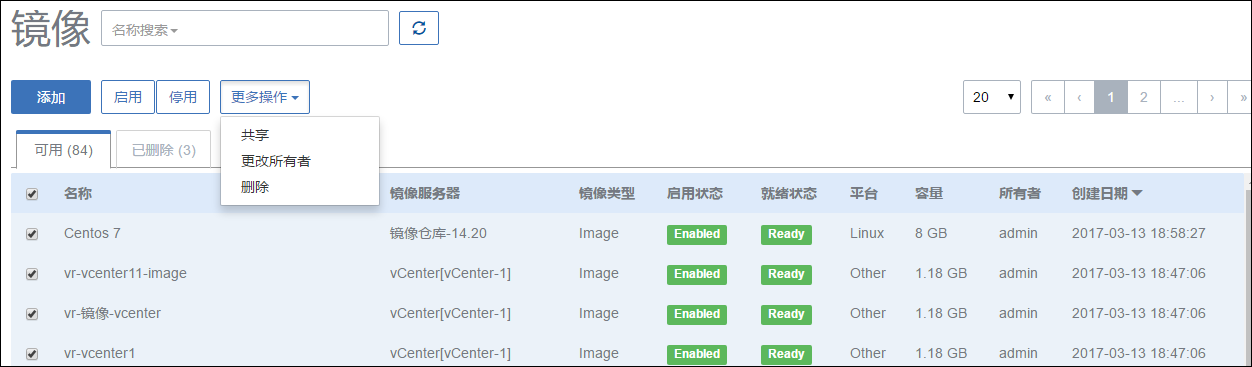 镜像 名称搜索
添加 启用 停用 更多操作 20 « ‹ 1 2 ... › »
共享
可用 (84) 已删除 (3)
更改所有者
删除
名称 镜像服务器 镜像类型 启用状态 就绪状态 平台 容量 所有者 创建日期
Centos 7 镜像仓库-14.20 Image Enabled Ready Linux 8 GB admin 2017-03-13 18:58:27
vr-vcenter11-image vCenter[vCenter-1] Image Enabled Ready Other 1.18 GB admin 2017-03-13 18:47:06
vr-镜像-vcenter vCenter[vCenter-1] Image Enabled Ready Other 1.18 GB admin 2017-03-13 18:47:06
vr-vcenter1 vCenter[vCenter-1] Image Enabled Ready Other 1.18 GB admin 2017-03-13 18:47:06